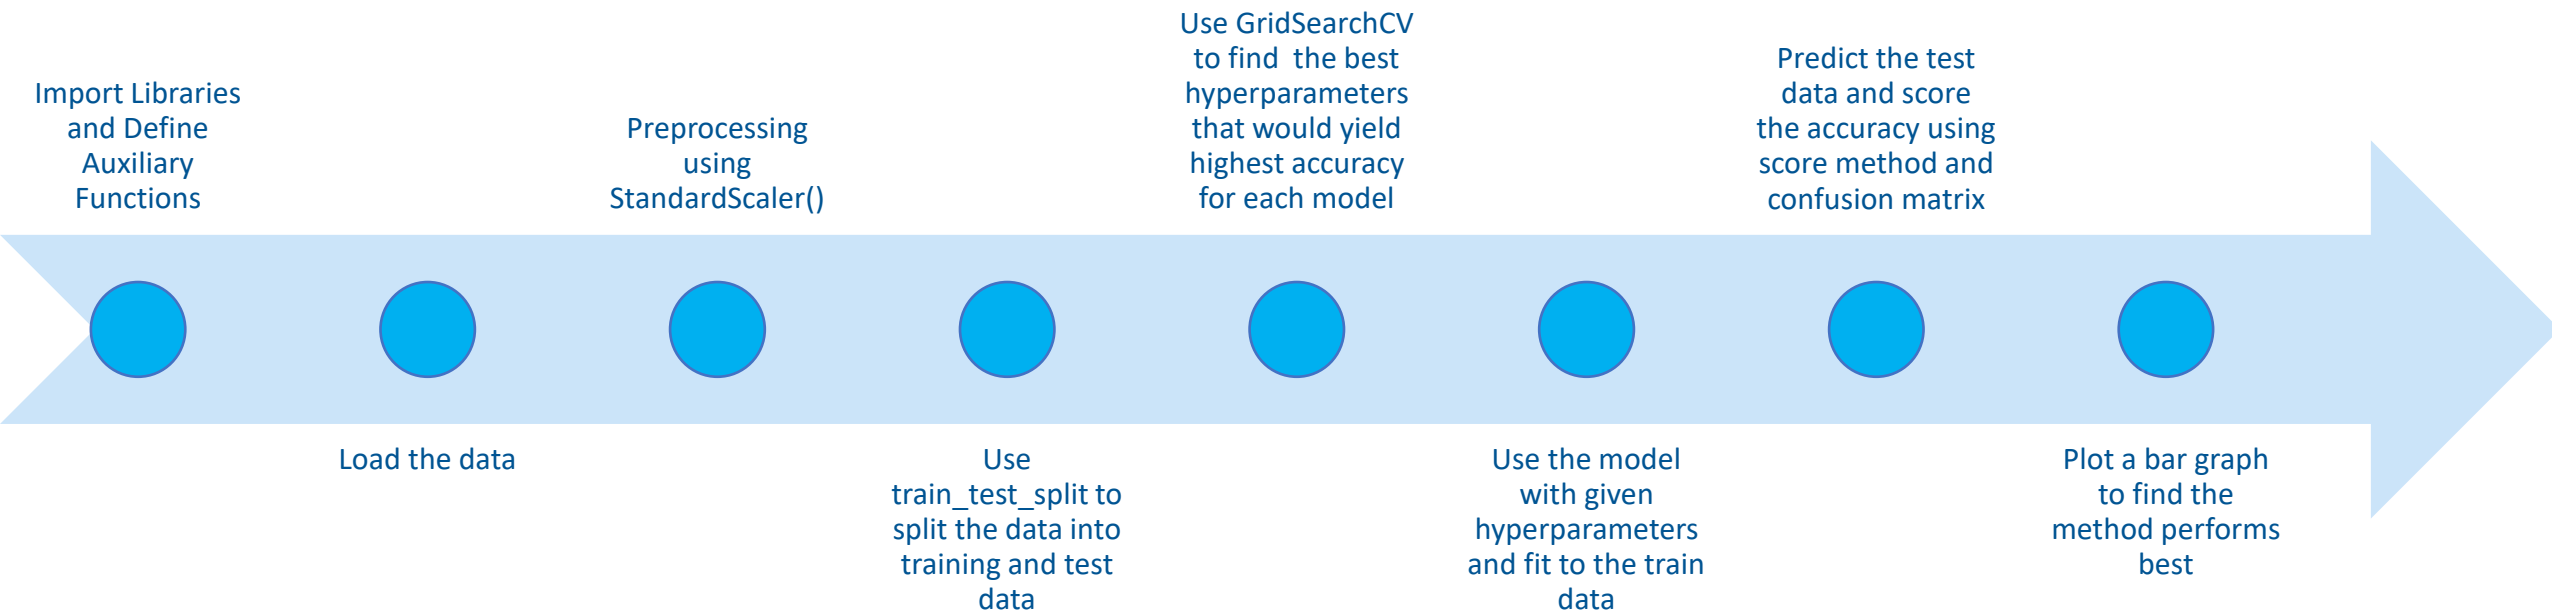 Import Libraries
and Define
Auxiliary
Functions
Load the data
Preprocessing
using
StandardScaler()
Use
train_test_split to
split the data into
training and test
data
Use GridSearchCV
to find  the best
hyperparameters
that would yield
highest accuracy
for each model
Use the model
with given
hyperparameters
and fit to the train
data
Predict the test
data and score
the accuracy using
score method and
confusion matrix
Plot a bar graph
to find the
method performs
best